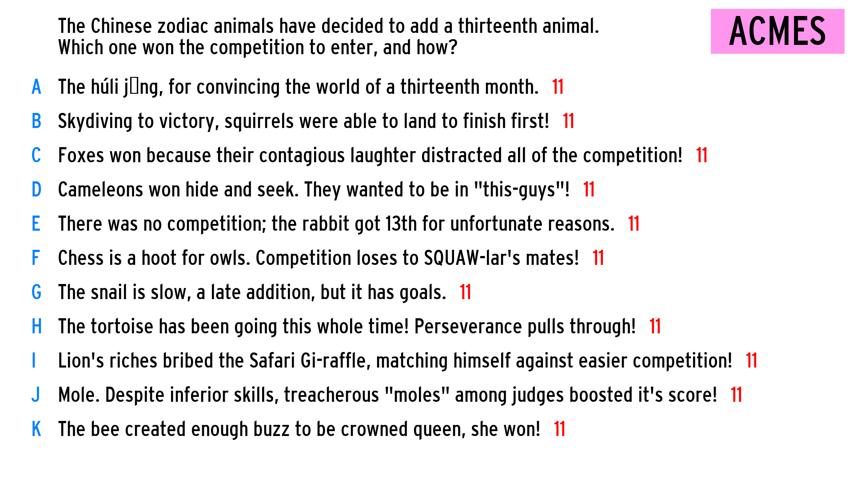 The Chinese zodiac animals have decided to add a thirteenth animal.
Which one won the competition to enter, and how?
ACMES
A The húli j▯ng, for convincing the world of a thirteenth month. 11
B Skydiving to victory, squirrels were able to land to finish first! 11
C Foxes won because their contagious laughter distracted all of the competition! 11
D Cameleons won hide and seek. They wanted to be in "this-guys"! 11
E There was no competition; the rabbit got 13th for unfortunate reasons. 11
F Chess is a hoot for owls. Competition loses to SQUAW-lar's mates! 11
G The snail is slow, a late addition, but it has goals. 11
H The tortoise has been going this whole time! Perseverance pulls through! 11
I Lion's riches bribed the Safari Gi-raffle, matching himself against easier competition! 11
J Mole. Despite inferior skills, treacherous "moles" among judges boosted it's score! 11
K The bee created enough buzz to be crowned queen, she won! 11